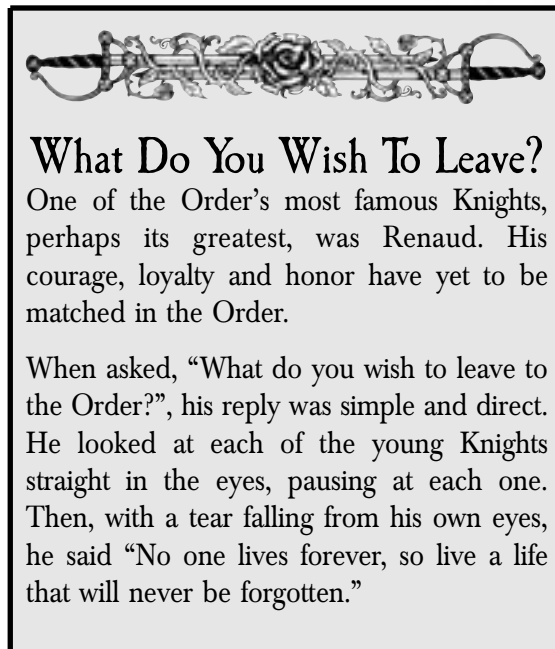 What Do You Wish To Leave?
One of the Order’s most famous Knights,
perhaps its greatest, was Renaud. His
courage, loyalty and honor have yet to be
matched in the Order.
When asked, “What do you wish to leave to
the Order?”, his reply was simple and direct.
He looked at each of the young Knights
straight in the eyes, pausing at each one.
Then, with a tear falling from his own eyes,
he said “No one lives forever, so live a life
that will never be forgotten.”